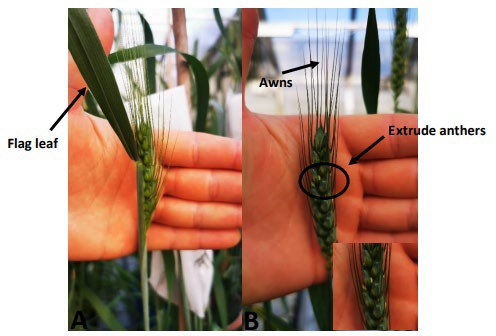 Awns
Flag leaf
Extrude anthers
A
B